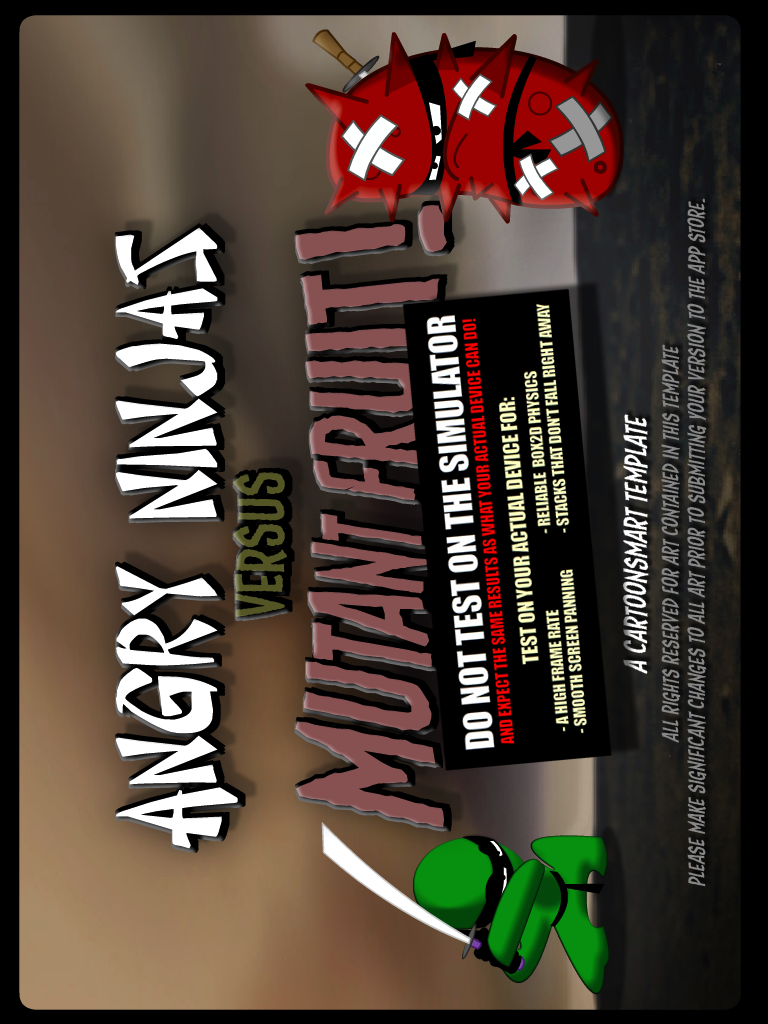 ANGRY NINJAS
VERSUS
MUTANT FRUIT!
DO NOT TEST ON THE SIMULATOR
AND EXPECT THE SAME RESULTS AS WHAT YOUR ACTUAL DEVICE CAN DO!
TEST ON YOUR ACTUAL DEVICE FOR:
- A HIGH FRAME RATE
- SMOOTH SCREEN PANNING
- RELIABLE BOX2D PHYSICS
- STACKS THAT DON'T FALL RIGHT AWAY
A CARTOONSMART TEMPLATE
ALL RIGHTS RESERVED FOR ART CONTAINED IN THIS TEMPLATE
PLEASE MAKE SIGNIFICANT CHANGES TO ALL ART PRIOR TO SUBMITTING YOUR VERSION TO THE APP STORE.